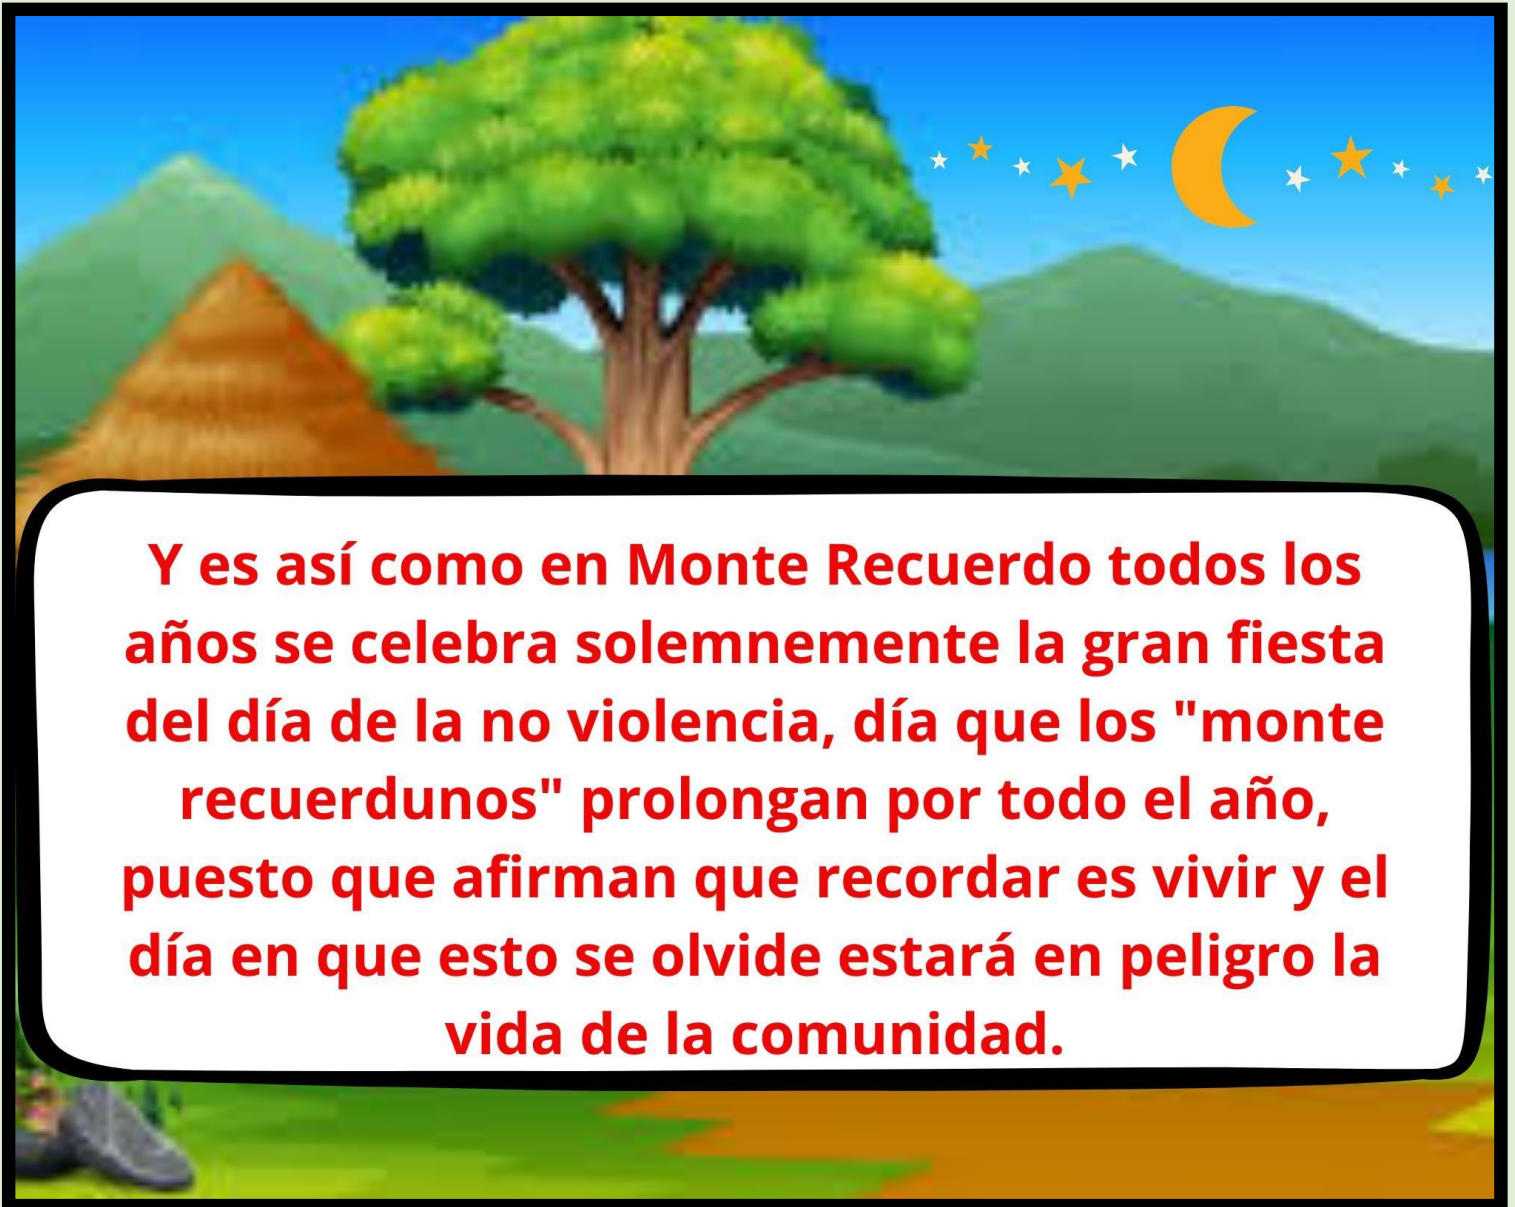 Y es así como en Monte Recuerdo todos los
años se celebra solemnemente la gran fiesta
del día de la no violencia, día que los "monte
recuerdunos" prolongan por todo el año,
puesto que afirman que recordar es vivir y el
día en que esto se olvide estará en peligro la
vida de la comunidad.